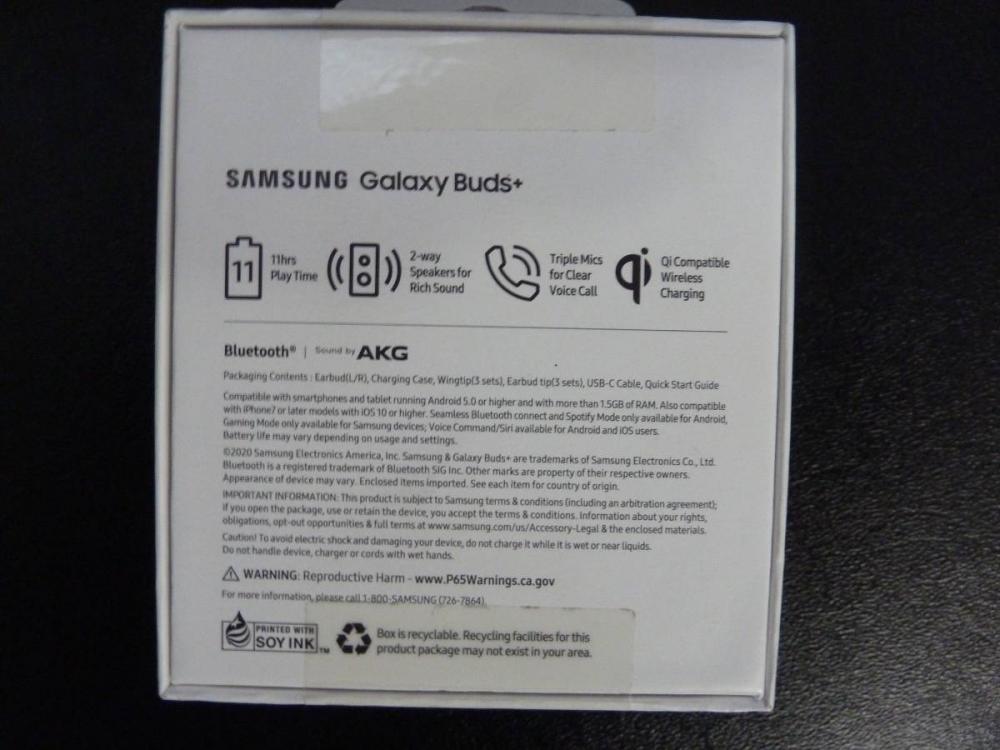 SAMSUNG Galaxy Buds+
11
11hrs
Play Time
2-way
Speakers for
Rich Sound
Triple Mics
for Clear
Voice Call
Qi Compatible
Wireless
Charging
Bluetooth® | Sound by AKG
Packaging Contents : Earbud(L/R), Charging Case, Wingtip(3 sets), Earbud tip(3 sets), USB-C Cable, Quick Start Guide
Compatible with smartphones and tablet running Android 5.0 or higher and with more than 1.5GB of RAM. Also compatible
with iPhone7 or later models with iOS 10 or higher. Seamless Bluetooth connect and Spotify Mode only available for Android,
Gaming Mode only available for Samsung devices; Voice Command/Siri available for Android and iOS users.
Battery life may vary depending on usage and settings.
©2020 Samsung Electronics America, Inc. Samsung & Galaxy Buds+ are trademarks of Samsung Electronics Co., Ltd.
Bluetooth is a registered trademark of Bluetooth SIG Inc. Other marks are property of their respective owners.
Appearance of device may vary. Enclosed items imported. See each item for country of origin.
IMPORTANT INFORMATION: This product is subject to Samsung terms & conditions (including an arbitration agreement);
if you open the package, use or retain the device, you accept the terms & conditions. Information about your rights,
obligations, opt-out opportunities & full terms at www.samsung.com/us/Accessory-Legal & the enclosed materials.
Caution! To avoid electric shock and damaging your device, do not charge it while it is wet or near liquids.
Do not handle device, charger or cords with wet hands.
WARNING: Reproductive Harm - www.P65Warnings.ca.gov
For more information, please call 1-800-SAMSUNG (726-7864).
PRINTED WITH
SOY INK™
Box is recyclable. Recycling facilities for this
product package may not exist in your area.